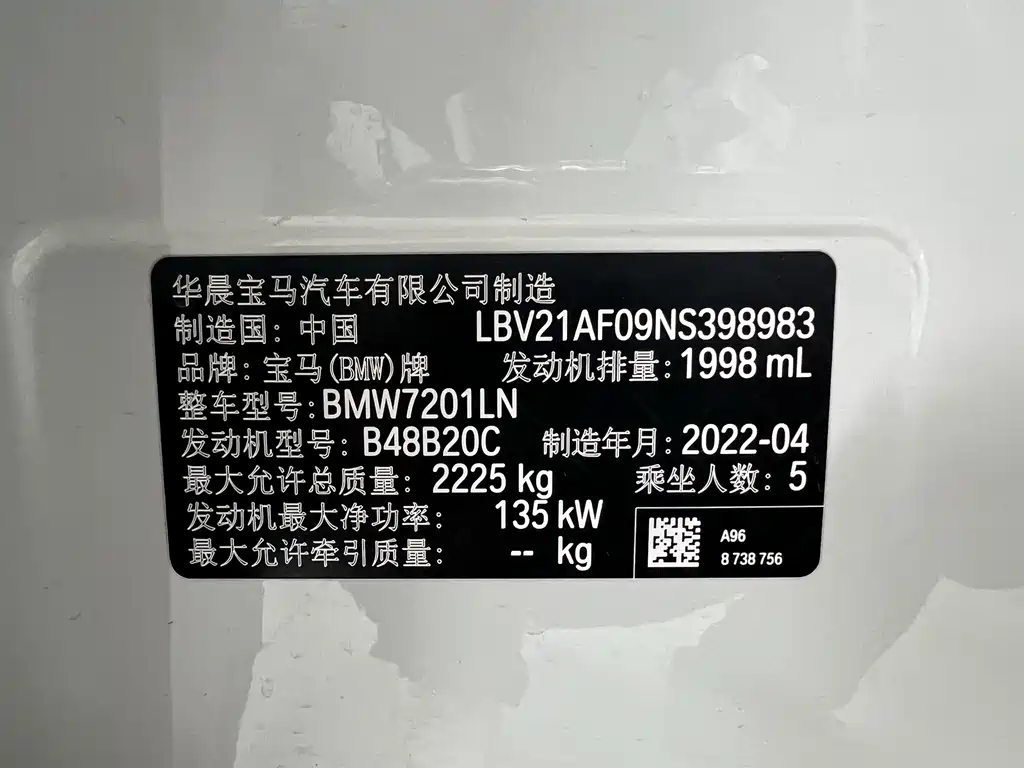 华晨宝马汽车有限公司制造
制造国：中国 LBV21AF09NS398983
品牌：宝马(BMW)牌 发动机排量：1998 mL
整车型号：BMW7201LN
发动机型号：B48B20C 制造年月：2022-04
最大允许总质量：2225 kg 乘坐人数：5
发动机最大净功率：135 kW
最大允许牵引质量：-- kg
A96
8 738 756